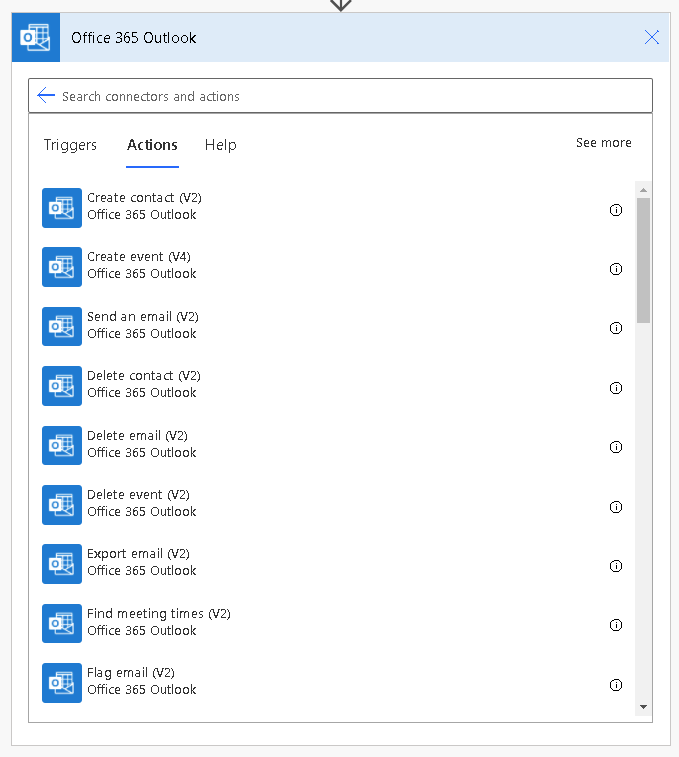 Office 365 Outlook
Search connectors and actions
Triggers Actions Help See more
Create contact (V2)
Office 365 Outlook
Create event (V4)
Office 365 Outlook
Send an email (V2)
Office 365 Outlook
Delete contact (V2)
Office 365 Outlook
Delete email (V2)
Office 365 Outlook
Delete event (V2)
Office 365 Outlook
Export email (V2)
Office 365 Outlook
Find meeting times (V2)
Office 365 Outlook
Flag email (V2)
Office 365 Outlook